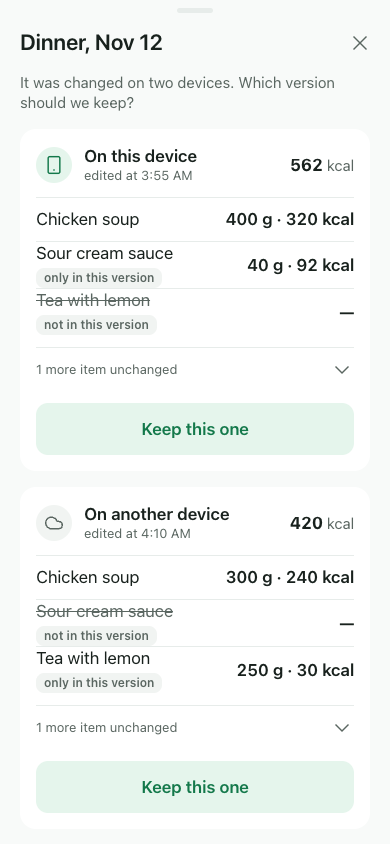 Dinner, Nov 12
It was changed on two devices. Which version
should we keep?
On this device
edited at 3:55 AM
562 kcal
Chicken soup
400 g · 320 kcal
Sour cream sauce
only in this version
40 g · 92 kcal
Tea with lemon
not in this version
—
1 more item unchanged
Keep this one
On another device
edited at 4:10 AM
420 kcal
Chicken soup
300 g · 240 kcal
Sour cream sauce
not in this version
—
Tea with lemon
only in this version
250 g · 30 kcal
1 more item unchanged
Keep this one